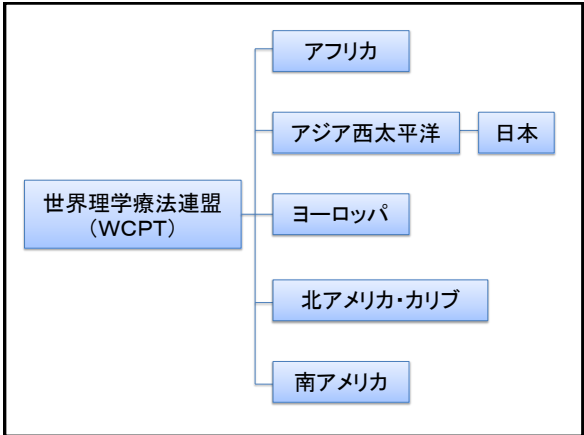 アフリカ
アジア西太平洋
日本
世界理学療法連盟
（WCPT）
ヨーロッパ
北アメリカ・カリブ
南アメリカ